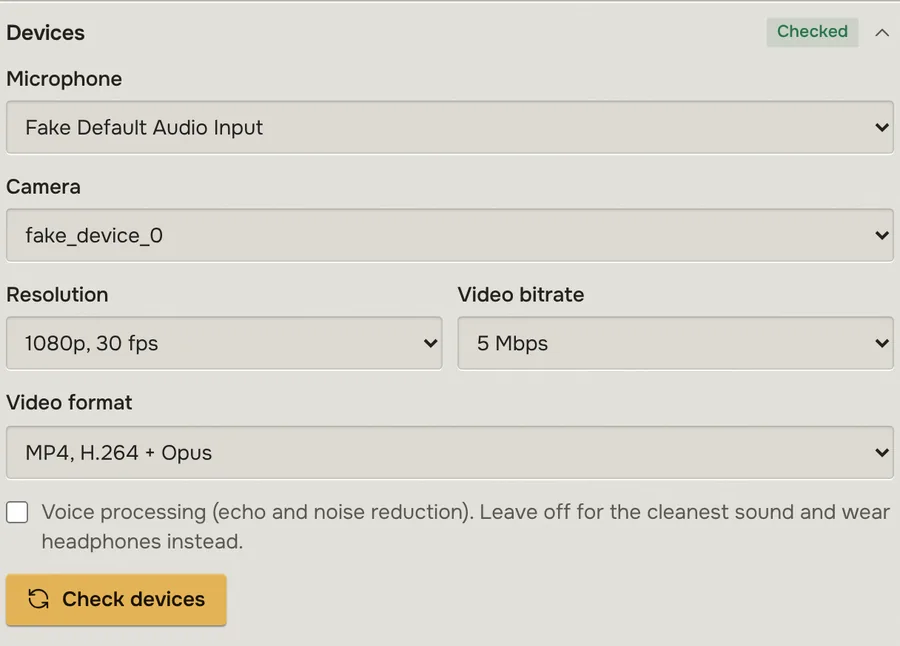 Devices
Checked
Microphone
Fake Default Audio Input
Camera
fake_device_0
Resolution
Video bitrate
1080p, 30 fps
5 Mbps
Video format
MP4, H.264 + Opus
Voice processing (echo and noise reduction). Leave off for the cleanest sound and wear
headphones instead.
Check devices